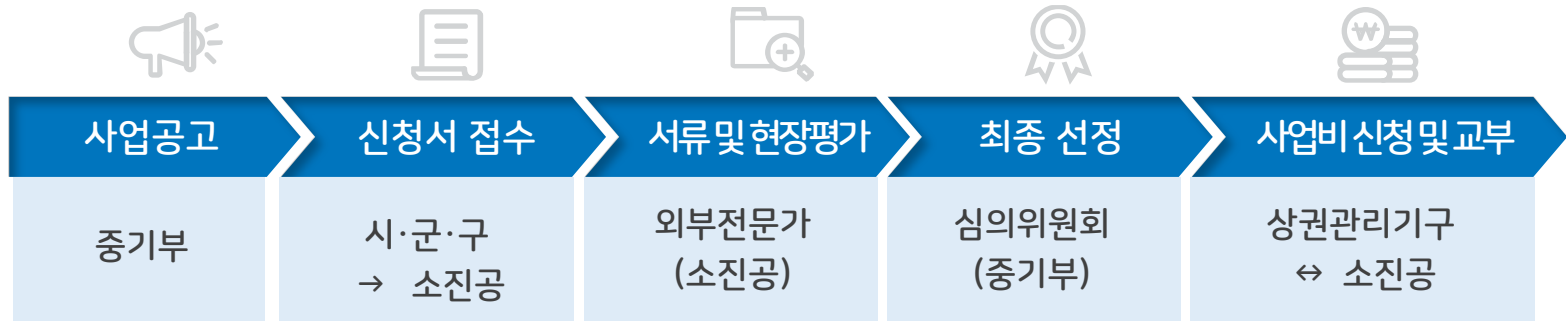 사업공고
신청서 접수
서류 및 현장평가
최종 선정
사업비 신청 및 교부
중기부
시·군·구
→ 소진공
외부전문가
(소진공)
심의위원회
(중기부)
상권관리기구
↔ 소진공